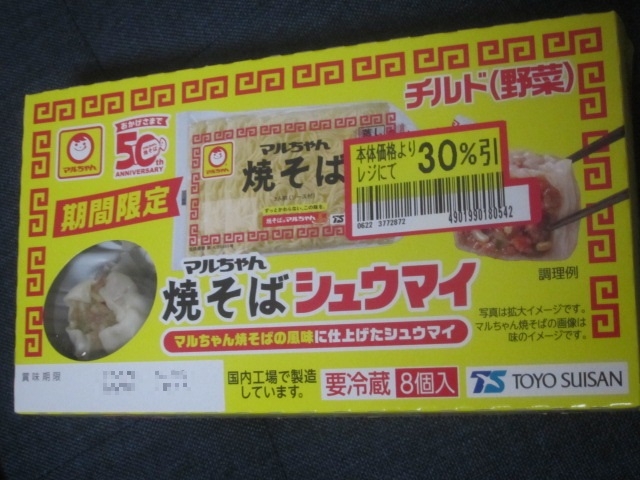 チルド(野菜)
マルちゃん
おかげさまで
50th
ANNIVERSARY
期間限定
マルちゃん
焼そば
本体価格より
レジにて
30%引
0622 3772872
4901990180542
マルちゃん
焼そばシュウマイ
マルちゃん焼そばの風味に仕上げたシュウマイ
調理例
写真は拡大イメージです。
マルちゃん焼そばの画像は
味のイメージです。
賞味期限
国内工場で製造
しています。
要冷蔵
8個入
TS TOYO SUISAN